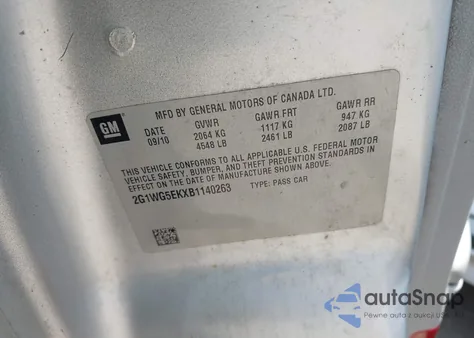 GM
MFD BY GENERAL MOTORS OF CANADA LTD.
DATE GVWR GAWR FRT GAWR RR
09/10 2064 KG 1117 KG 947 KG
4548 LB 2461 LB 2087 LB
THIS VEHICLE CONFORMS TO ALL APPLICABLE U.S. FEDERAL MOTOR
VEHICLE SAFETY, BUMPER, AND THEFT PREVENTION STANDARDS IN
EFFECT ON THE DATE OF MANUFACTURE SHOWN ABOVE.
2G1WG5EKXB1140263 TYPE: PASS CAR
autoSnap
Pewne auta z aukcji USA